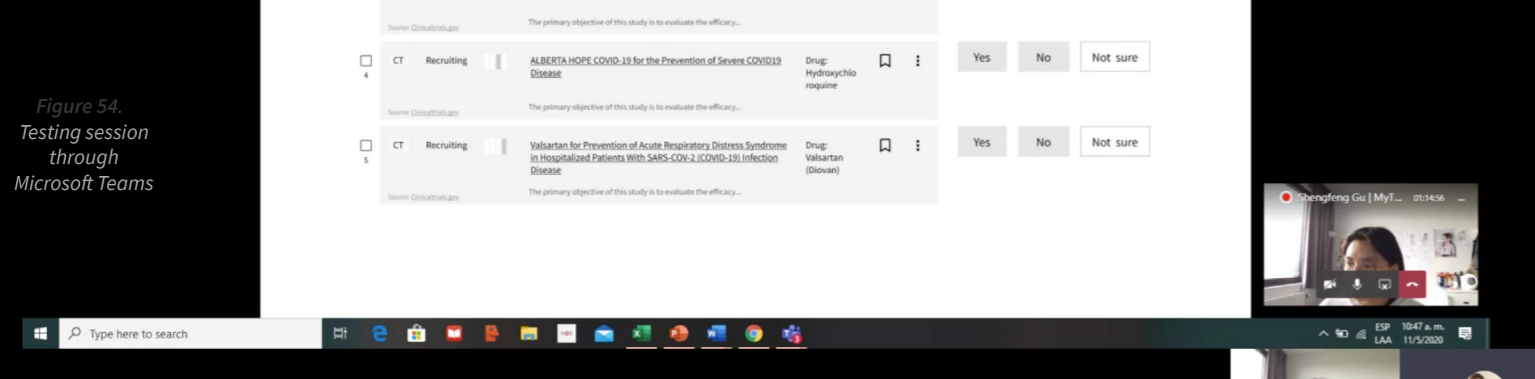 The primary objective of this study is to evaluate the efficacy...
Source: Clinicaltrials.gov
4
CT
Recruiting
ALBERTA HOPE COVID-19 for the Prevention of Severe COVID19
Disease
Drug:
Hydroxychlo
roquine
Yes
No
Not sure
The primary objective of this study is to evaluate the efficacy...
Source: Clinicaltrials.gov
5
CT
Recruiting
Valsartan for Prevention of Acute Respiratory Distress Syndrome
in Hospitalized Patients With SARS-COV-2 (COVID-19) Infection
Disease
Drug:
Valsartan
(Diovan)
Yes
No
Not sure
The primary objective of this study is to evaluate the efficacy...
Source: Clinicaltrials.gov
Figure 54.
Testing session
through
Microsoft Teams
Shengfeng Gu | MyT... 01:14:56
Type here to search
ESP
LAA
10:47 a. m.
11/5/2020